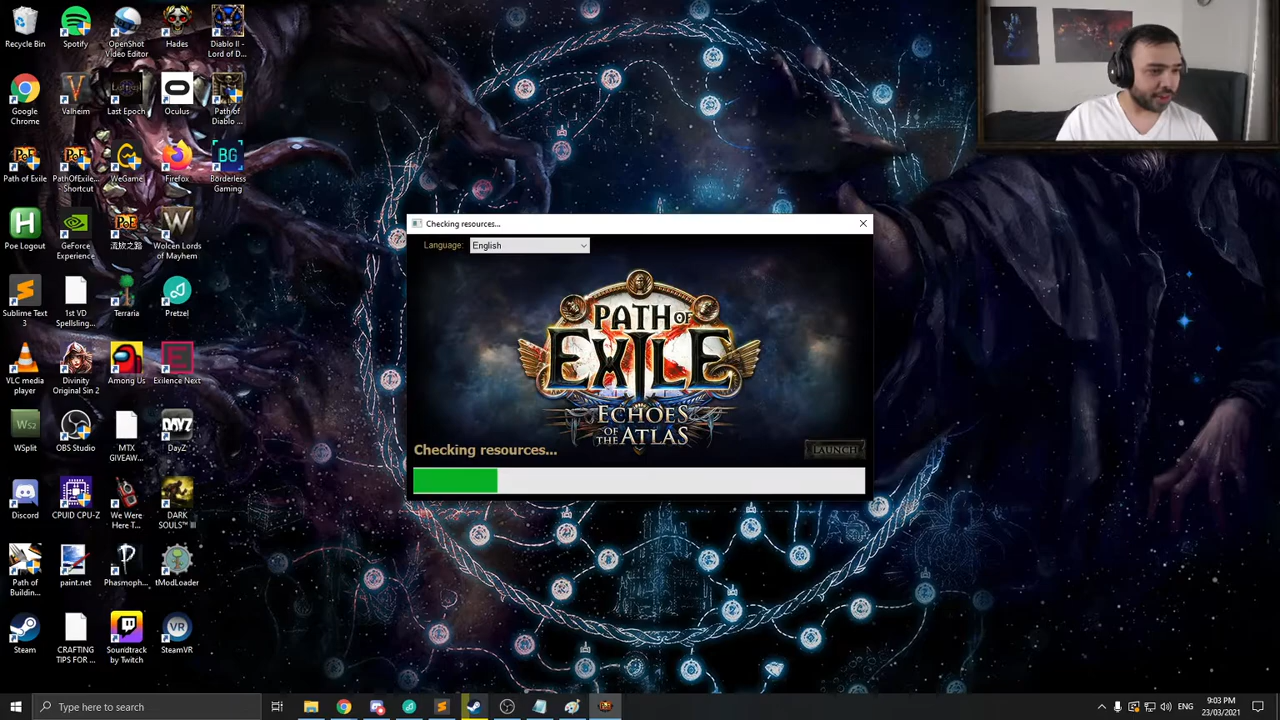 Recycle Bin
Spotify
OpenShot
Video Editor
Hades
Diablo II -
Lord of D...
Google
Chrome
Valheim
Last Epoch
Oculus
Path of
Diablo ...
Path of Exile
PathOfExile...
- Shortcut
WeGame
Firefox
BG
Borderless
Gaming
Poe Logout
GeForce
Experience
流放之路
Wolcen Lords
of Mayhem
Sublime Text
3
1st VD
Spellsling...
Terraria
Pretzel
VLC media
player
Divinity
Original Sin 2
Among Us
Exilence Next
WSplit
OBS Studio
MTX
GIVEAW...
DayZ
Discord
CPUID CPU-Z
We Were
Here T...
DARK
SOULS™ III
Path of
Buildin...
paint.net
Phasmoph...
tModLoader
Steam
CRAFTING
TIPS FOR ...
Soundtrack
by Twitch
SteamVR
Checking resources...
Language: English
PATH OF
EXILE
ECHOES
OF THE ATLAS
Checking resources...
LAUNCH
Type here to search
ENG
9:03 PM
23/03/2021